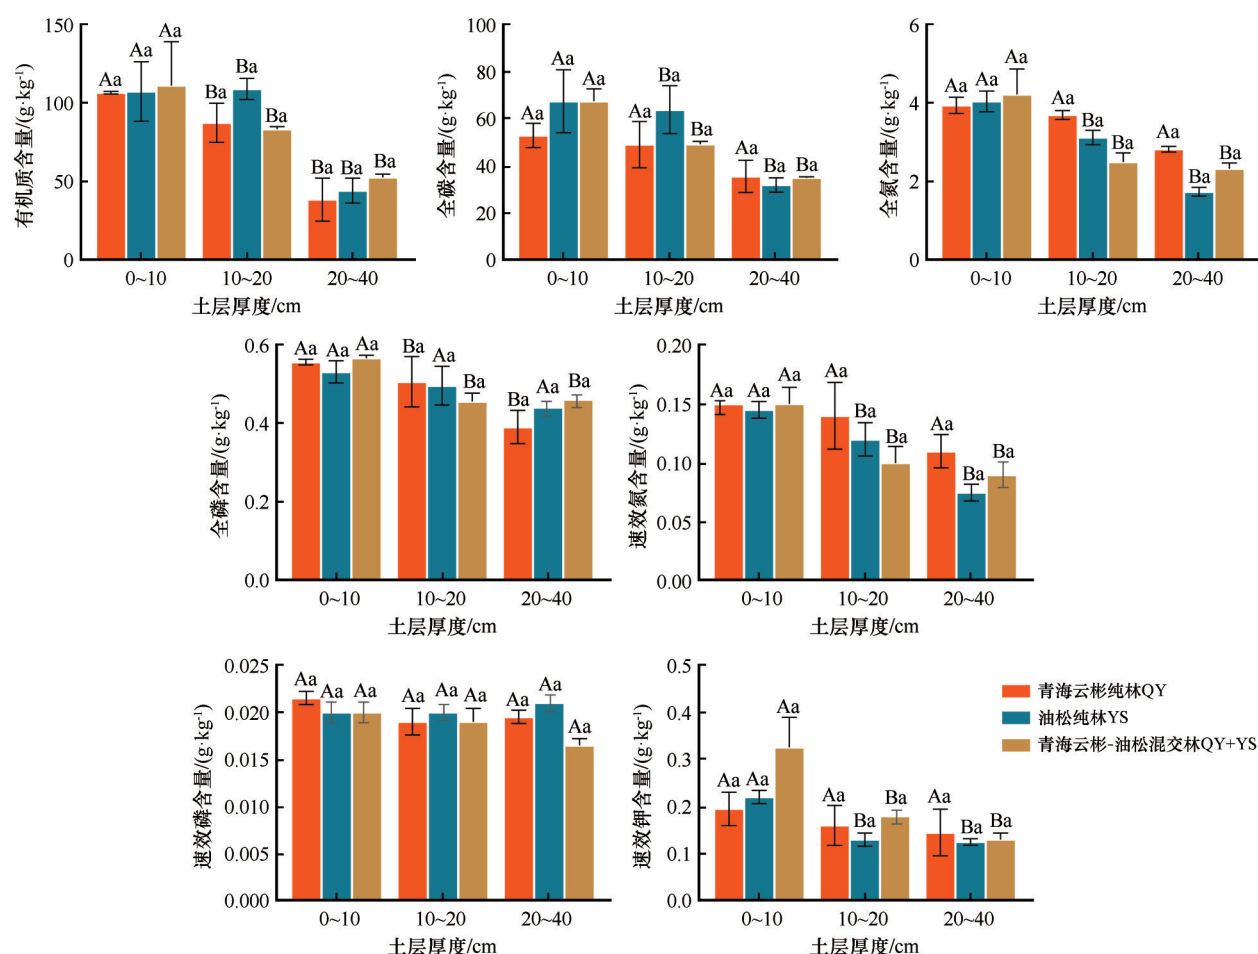 有机质含量/(g·kg⁻¹)
150
100
50
0
Aa Aa Aa
Ba Ba Ba
Ba Ba Ba
0~10 10~20 20~40
土层厚度/cm
全碳含量/(g·kg⁻¹)
100
80
60
40
20
0
Aa Aa Aa
Aa Ba Ba
Aa Ba Ba
0~10 10~20 20~40
土层厚度/cm
全氮含量/(g·kg⁻¹)
6
4
2
0
Aa Aa Aa
Aa Ba Ba
Aa Ba Ba
0~10 10~20 20~40
土层厚度/cm
全磷含量/(g·kg⁻¹)
0.6
0.4
0.2
0.0
Aa Aa Aa
Ba Aa Ba
Ba Aa Ba
0~10 10~20 20~40
土层厚度/cm
速效氮含量/(g·kg⁻¹)
0.20
0.15
0.10
0.05
0.00
Aa Aa Aa
Aa Ba Ba
Aa Ba Ba
0~10 10~20 20~40
土层厚度/cm
速效磷含量/(g·kg⁻¹)
0.025
0.020
0.015
0.010
0.005
0.000
Aa Aa Aa
Aa Aa Aa
Aa Aa Aa
0~10 10~20 20~40
土层厚度/cm
速效钾含量/(g·kg⁻¹)
0.5
0.4
0.3
0.2
0.1
0.0
Aa Aa Aa
Aa Ba Ba
Aa Ba Ba
0~10 10~20 20~40
土层厚度/cm
青海云彬纯林QY
油松纯林YS
青海云彬-油松混交林QY+YS